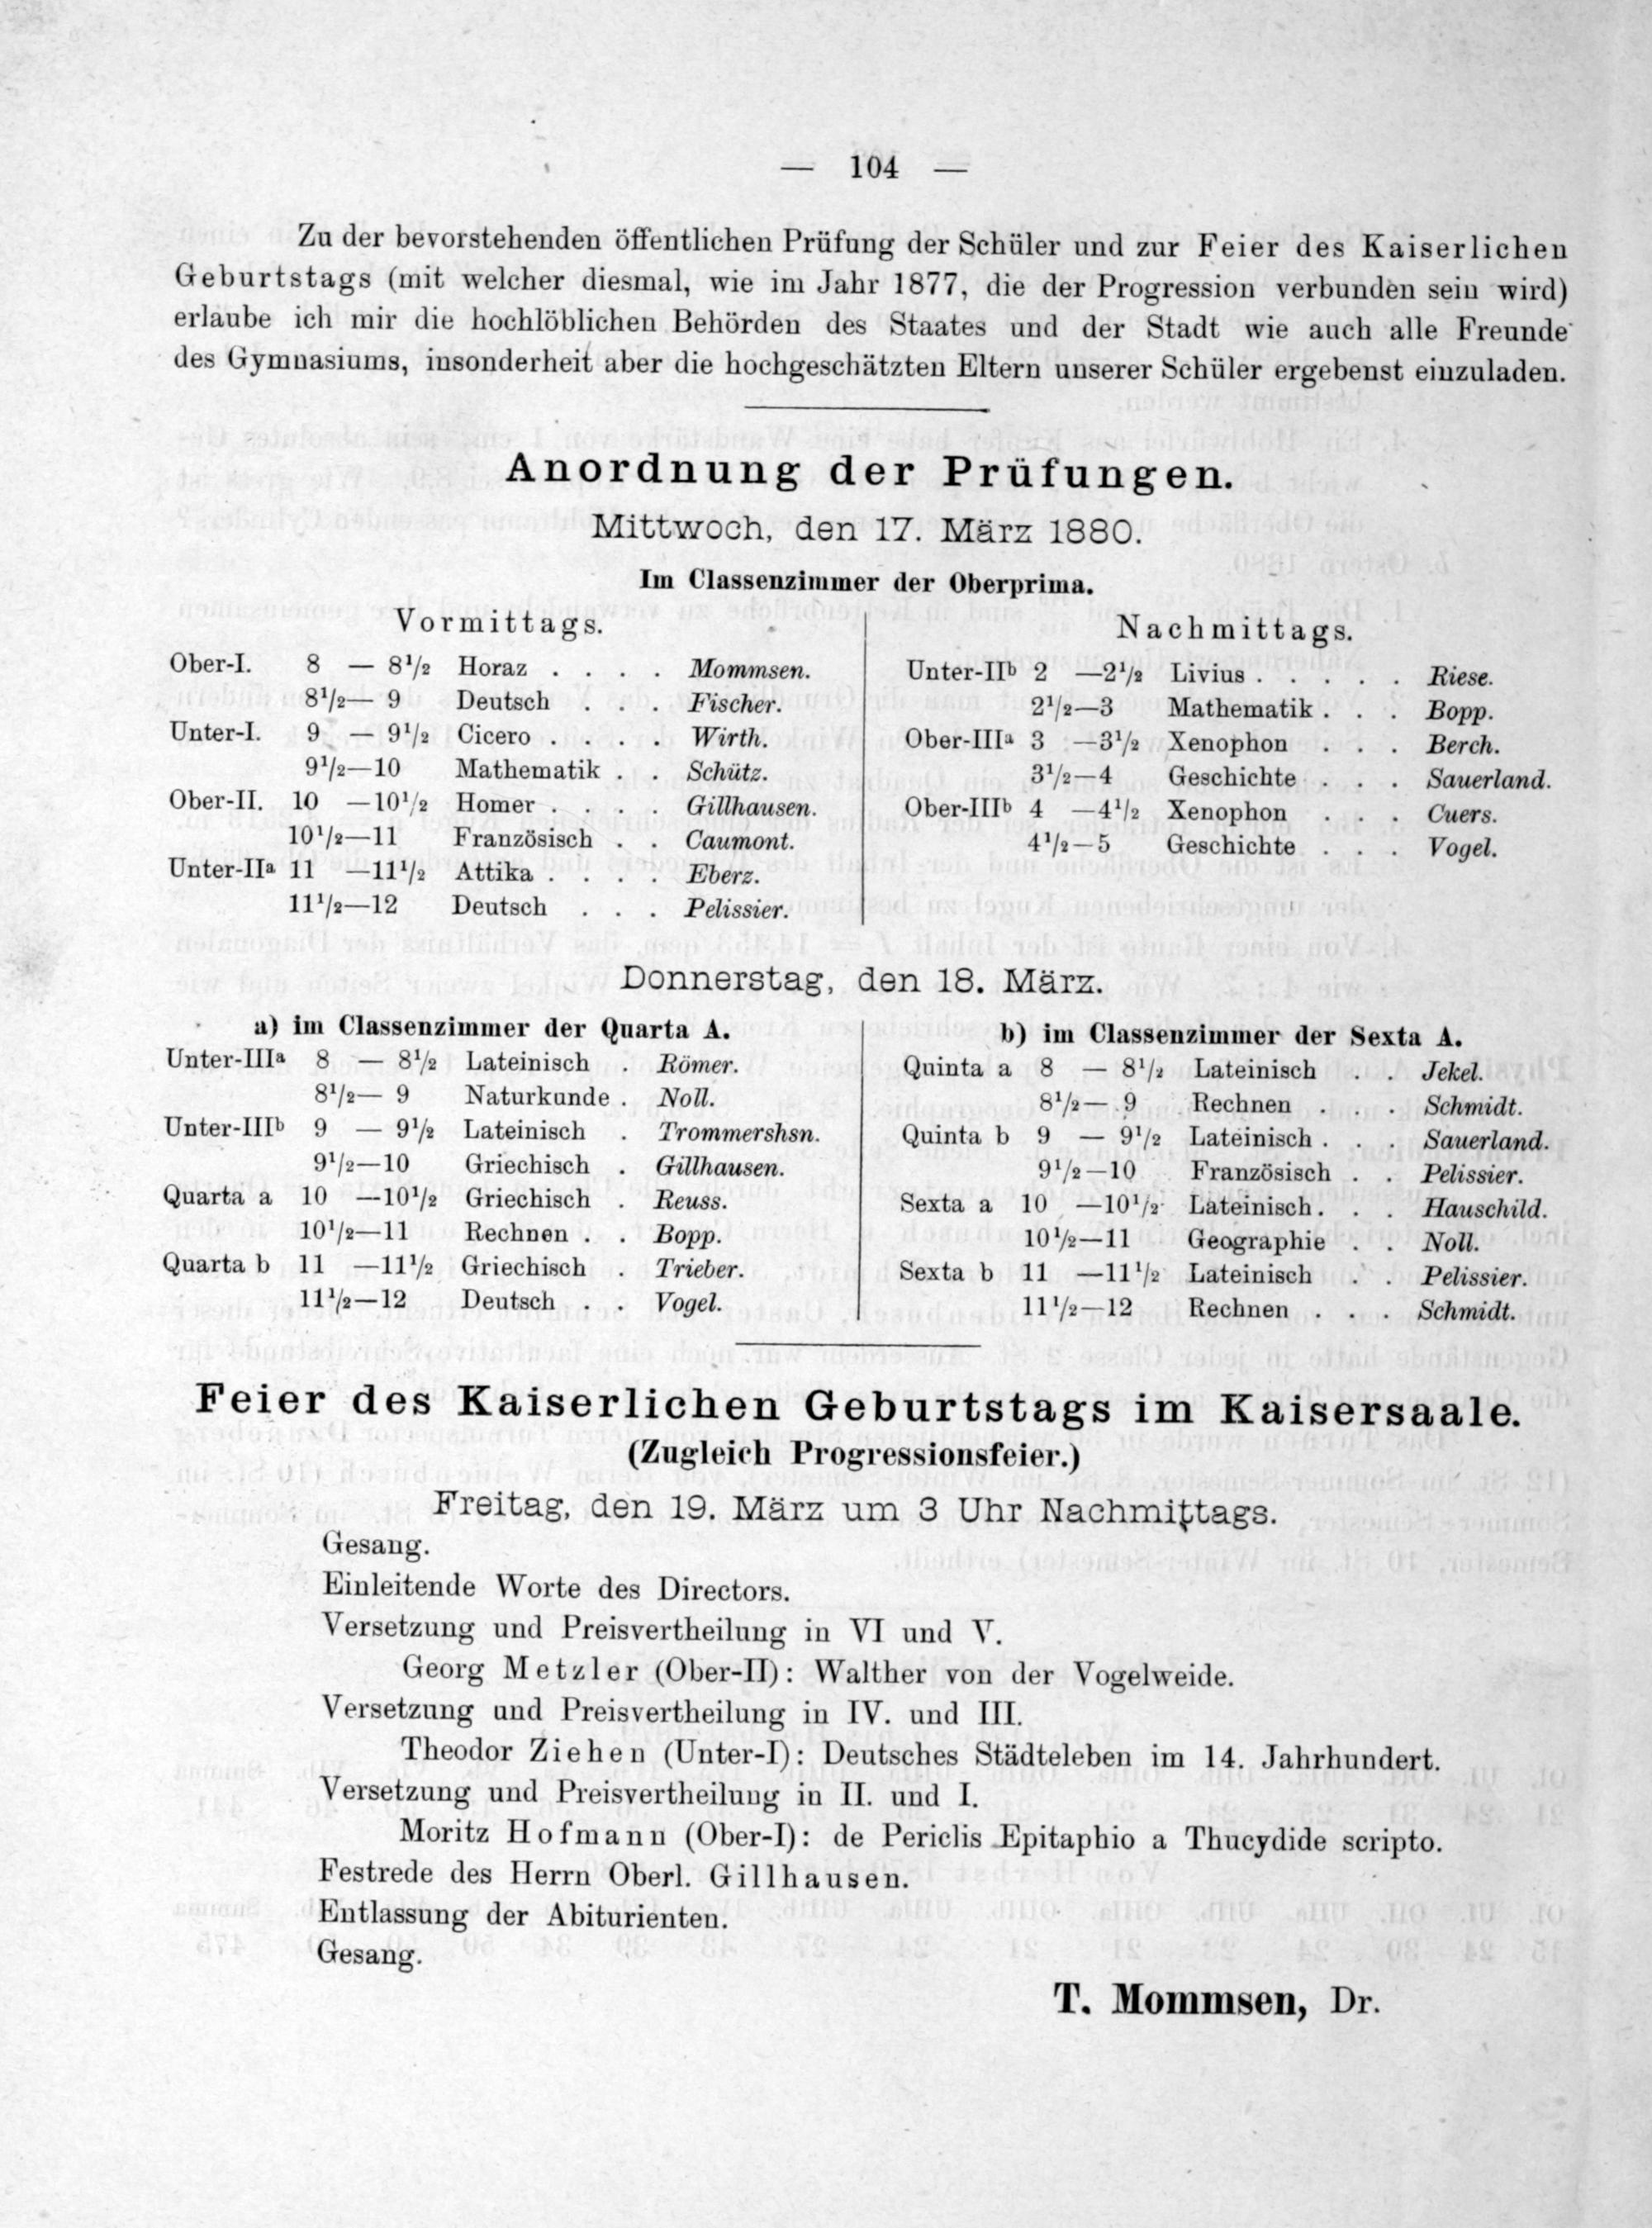 — 104 —
Zu der bevorstehenden öffentlichen Prüfung der Schüler und zur Feier des Kaiserlichen
Geburtstags (mit welcher diesmal, wie im Jahr 1877, die der Progression verbunden sein wird)
erlaube ich mir die hochlöblichen Behörden des Staates und der Stadt wie auch alle Freunde
des Gymnasiums, insonderheit aber die hochgeschätzten Eltern unserer Schüler ergebenst einzuladen.
Anordnung der Prüfungen.
Mittwoch, den 17. März 1880.
Im Classenzimmer der Oberprima.
Vormittags.
Ober-I. 8 — 8½ Horaz . . . . Mommsen.
8½— 9 Deutsch . . . Fischer.
Unter-I. 9 — 9½ Cicero . . . . Wirth.
9½—10 Mathematik . . Schütz.
Ober-II. 10 —10½ Homer . . . . Gillhausen.
10½—11 Französisch . . Caumont.
Unter-IIa 11 —11½ Attika . . . . Eberz.
11½—12 Deutsch . . . Pelissier.
Nachmittags.
Unter-IIb 2 —2½ Livius . . . . . Riese.
2½—3 Mathematik . . . Bopp.
Ober-IIIa 3 —3½ Xenophon . . . Berch.
3½—4 Geschichte . . . Sauerland.
Ober-IIIb 4 —4½ Xenophon . . . Cuers.
4½—5 Geschichte . . . Vogel.
Donnerstag, den 18. März.
a) im Classenzimmer der Quarta A.
Unter-IIIa 8 — 8½ Lateinisch . Römer.
8½— 9 Naturkunde . Noll.
Unter-IIIb 9 — 9½ Lateinisch . Trommershsn.
9½—10 Griechisch . Gillhausen.
Quarta a 10 —10½ Griechisch . Reuss.
10½—11 Rechnen . . Bopp.
Quarta b 11 —11½ Griechisch . Trieber.
11½—12 Deutsch . . Vogel.
b) im Classenzimmer der Sexta A.
Quinta a 8 — 8½ Lateinisch . . Jekel.
8½— 9 Rechnen . . . Schmidt.
Quinta b 9 — 9½ Lateinisch . . . Sauerland.
9½—10 Französisch . . Pelissier.
Sexta a 10 —10½ Lateinisch . . . Hauschild.
10½—11 Geographie . . Noll.
Sexta b 11 —11½ Lateinisch . . Pelissier.
11½—12 Rechnen . . . Schmidt.
Feier des Kaiserlichen Geburtstags im Kaisersaale.
(Zugleich Progressionsfeier.)
Freitag, den 19. März um 3 Uhr Nachmittags.
Gesang.
Einleitende Worte des Directors.
Versetzung und Preisvertheilung in VI und V.
Georg Metzler (Ober-II): Walther von der Vogelweide.
Versetzung und Preisvertheilung in IV. und III.
Theodor Ziehen (Unter-I): Deutsches Städteleben im 14. Jahrhundert.
Versetzung und Preisvertheilung in II. und I.
Moritz Hofmann (Ober-I): de Periclis Epitaphio a Thucydide scripto.
Festrede des Herrn Oberl. Gillhausen.
Entlassung der Abiturienten.
Gesang.
T. Mommsen, Dr.